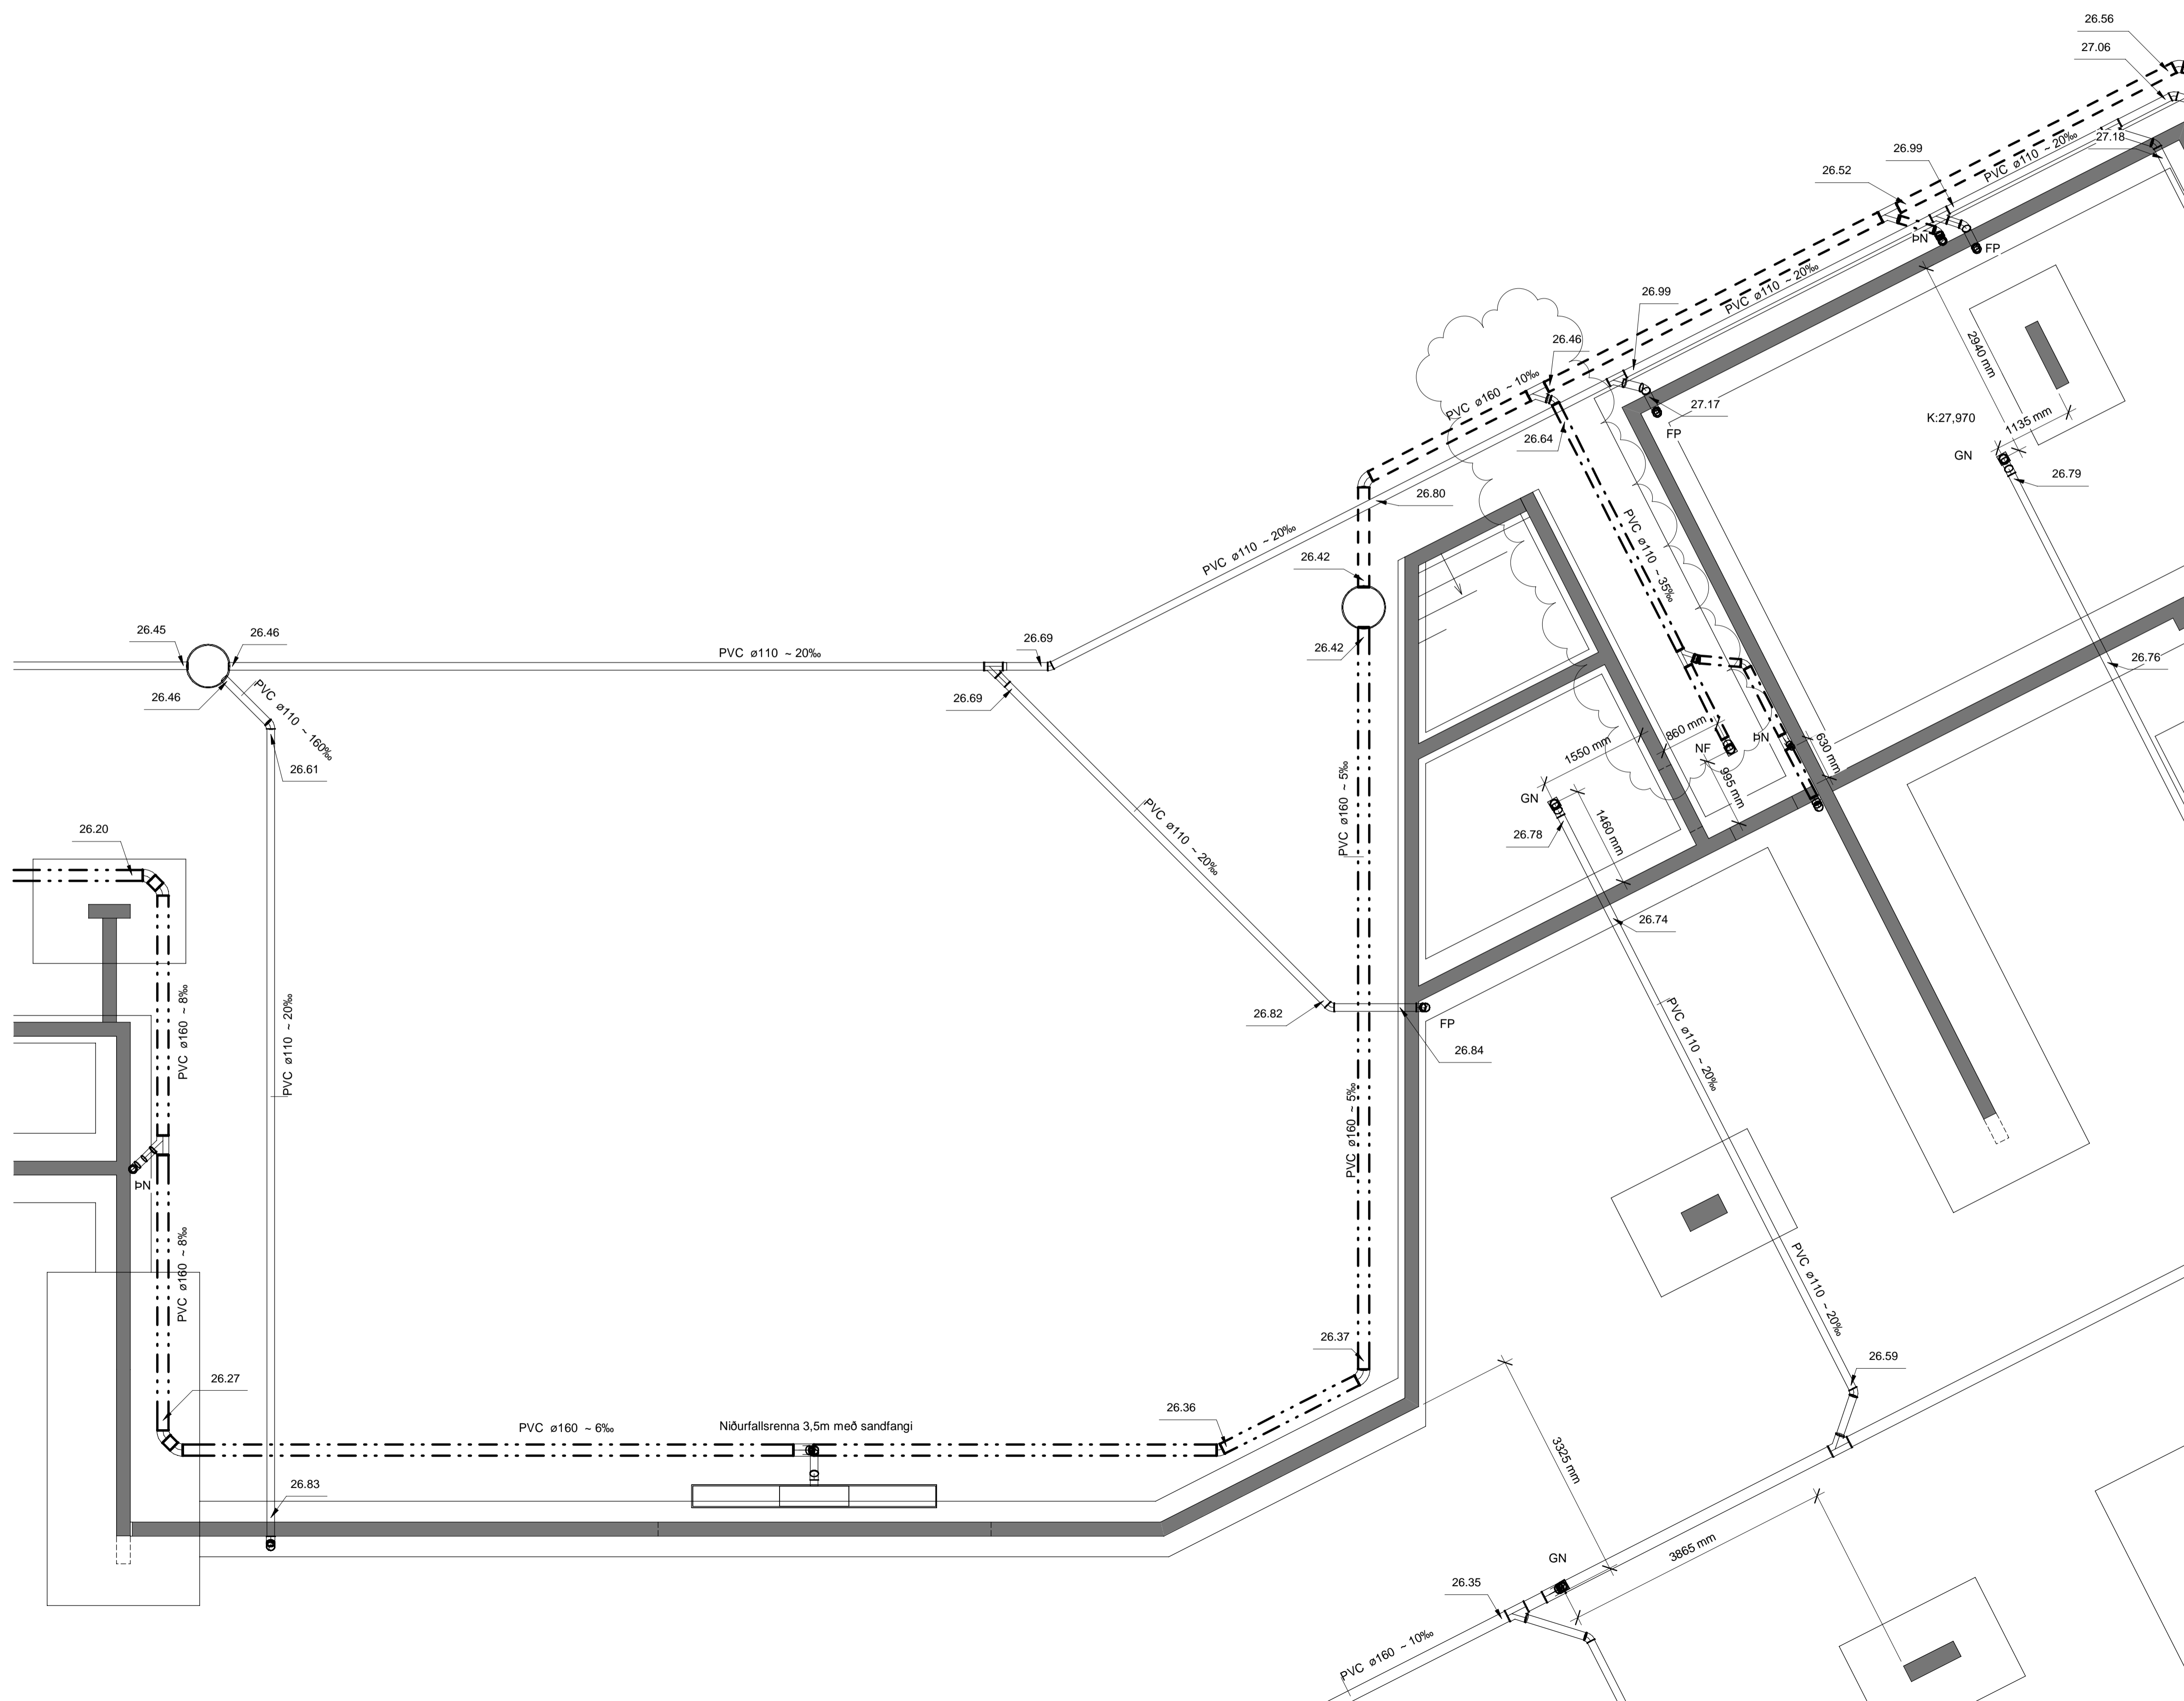 26.56
27.06
27.18
PVC ø110 ~ 20‰
26.99
26.52
ÞN
FP
PVC ø110 ~ 20‰
26.99
26.46
PVC ø160 ~ 10‰
27.17
FP
26.64
2940 mm
K:27,970
1135 mm
GN
26.79
26.80
PVC ø110 ~ 20‰
26.42
PVC ø110 ~ 35‰
26.45
26.46
PVC ø110 ~ 20‰
26.69
26.42
26.76
26.46
PVC ø110 ~ 160‰
26.69
860 mm
ÞN
630 mm
NF
1550 mm
995 mm
26.61
PVC ø160 ~ 5‰
GN
26.78
1460 mm
PVC ø110 ~ 20‰
26.20
26.74
PVC ø160 ~ 8‰
PVC ø110 ~ 20‰
26.82
FP
26.84
PVC ø110 ~ 20‰
PVC ø160 ~ 5‰
ÞN
PVC ø160 ~ 8‰
PVC ø110 ~ 20‰
26.37
26.59
26.27
26.36
PVC ø160 ~ 6‰
Niðurfallsrenna 3,5m með sandfangi
3325 mm
26.83
3865 mm
GN
26.35
PVC ø160 ~ 10‰